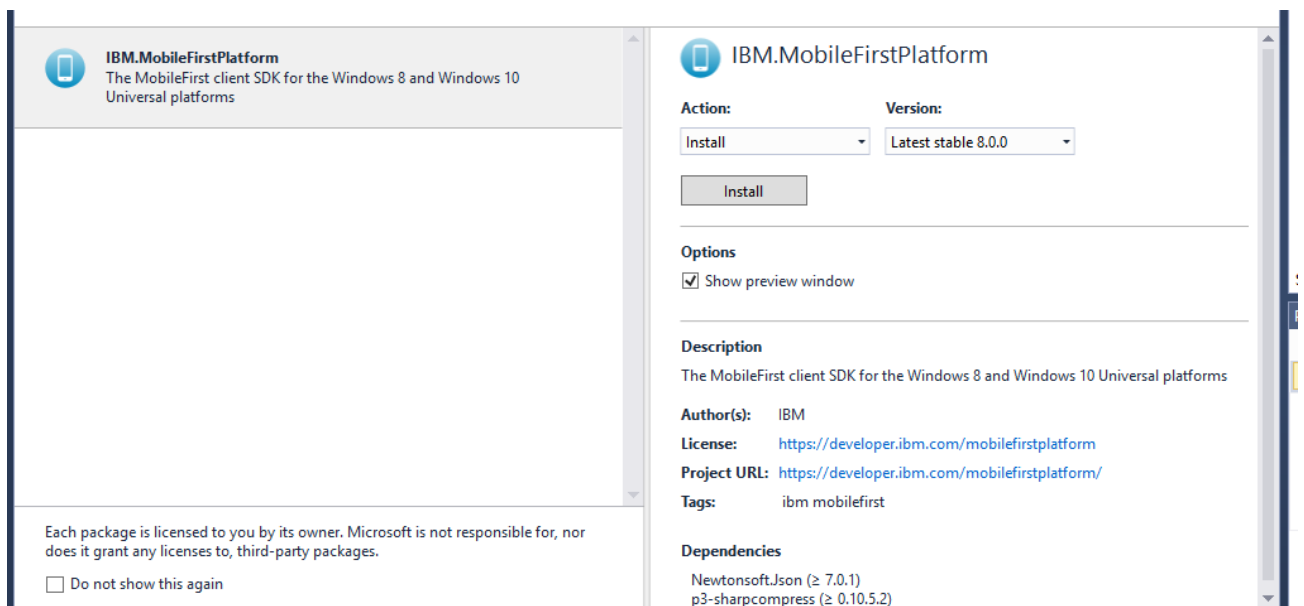 IBM.MobileFirstPlatform
The MobileFirst client SDK for the Windows 8 and Windows 10
Universal platforms
Each package is licensed to you by its owner. Microsoft is not responsible for, nor
does it grant any licenses to, third-party packages.
Do not show this again
IBM.MobileFirstPlatform
Action: Version:
Install Latest stable 8.0.0
Install
Options
Show preview window
Description
The MobileFirst client SDK for the Windows 8 and Windows 10 Universal platforms
Author(s): IBM
License: https://developer.ibm.com/mobilefirstplatform
Project URL: https://developer.ibm.com/mobilefirstplatform/
Tags: ibm mobilefirst
Dependencies
Newtonsoft.Json (≥ 7.0.1)
p3-sharpcompress (≥ 0.10.5.2)